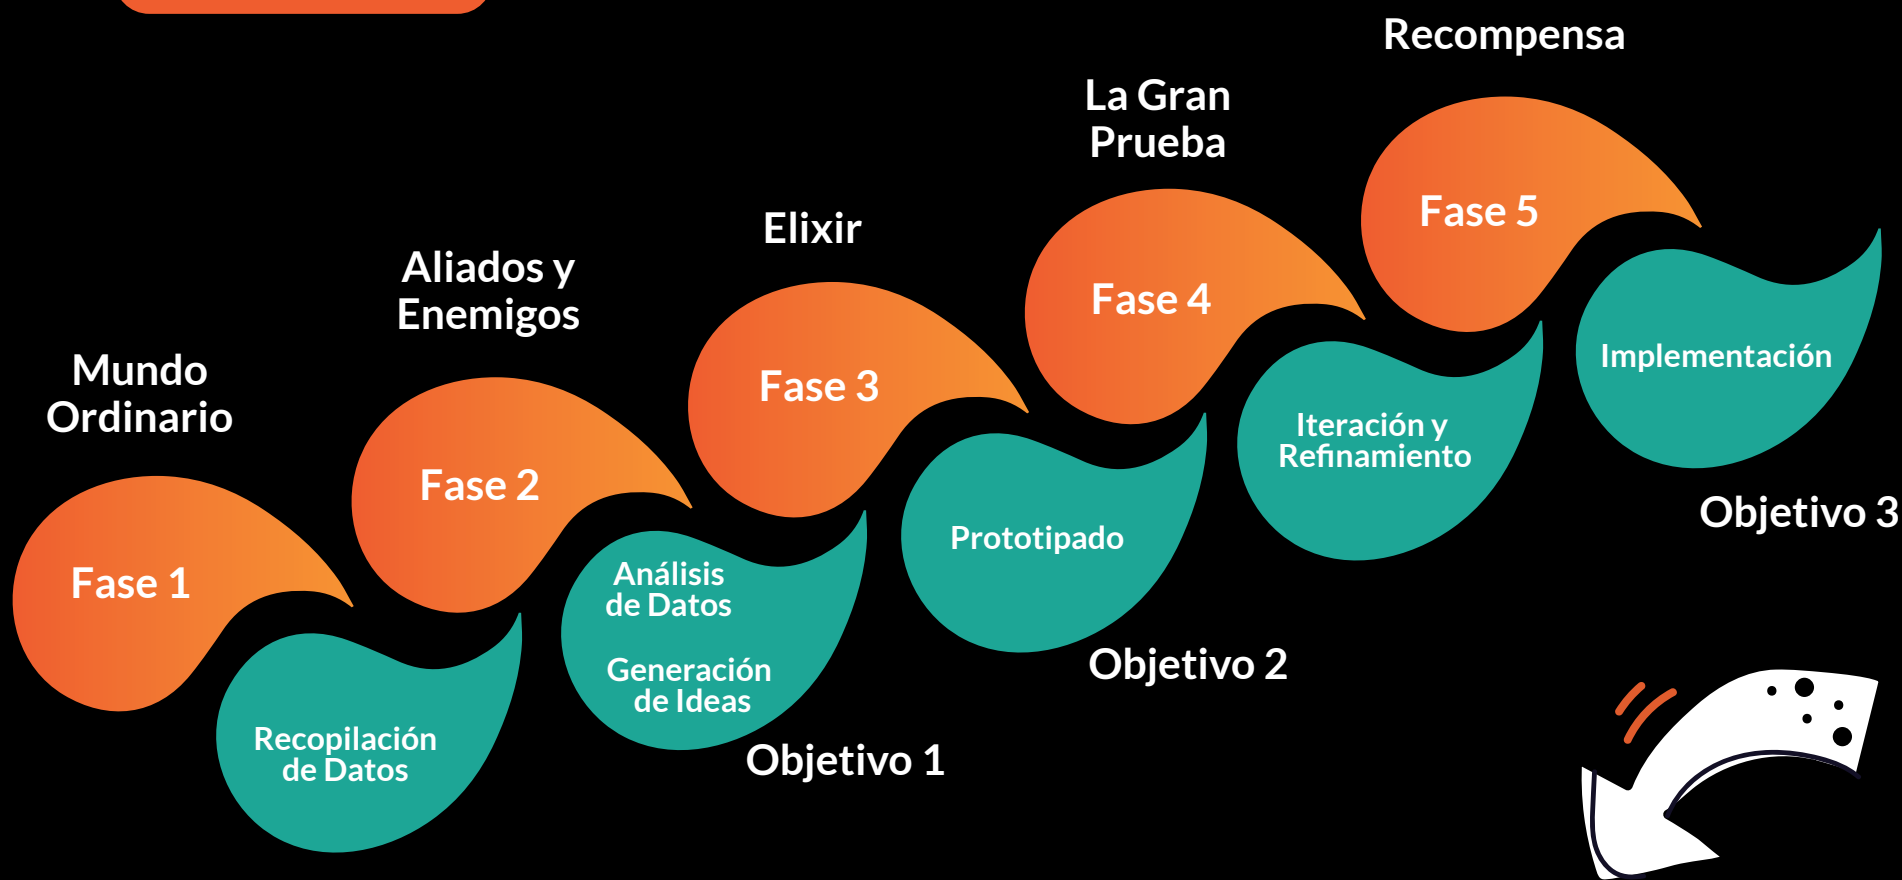 Mundo
Ordinario
Fase 1
Recopilación
de Datos
Aliados y
Enemigos
Fase 2
Análisis
de Datos
Generación
de Ideas
Objetivo 1
Elixir
Fase 3
Prototipado
Objetivo 2
La Gran
Prueba
Fase 4
Iteración y
Refinamiento
Recompensa
Fase 5
Implementación
Objetivo 3